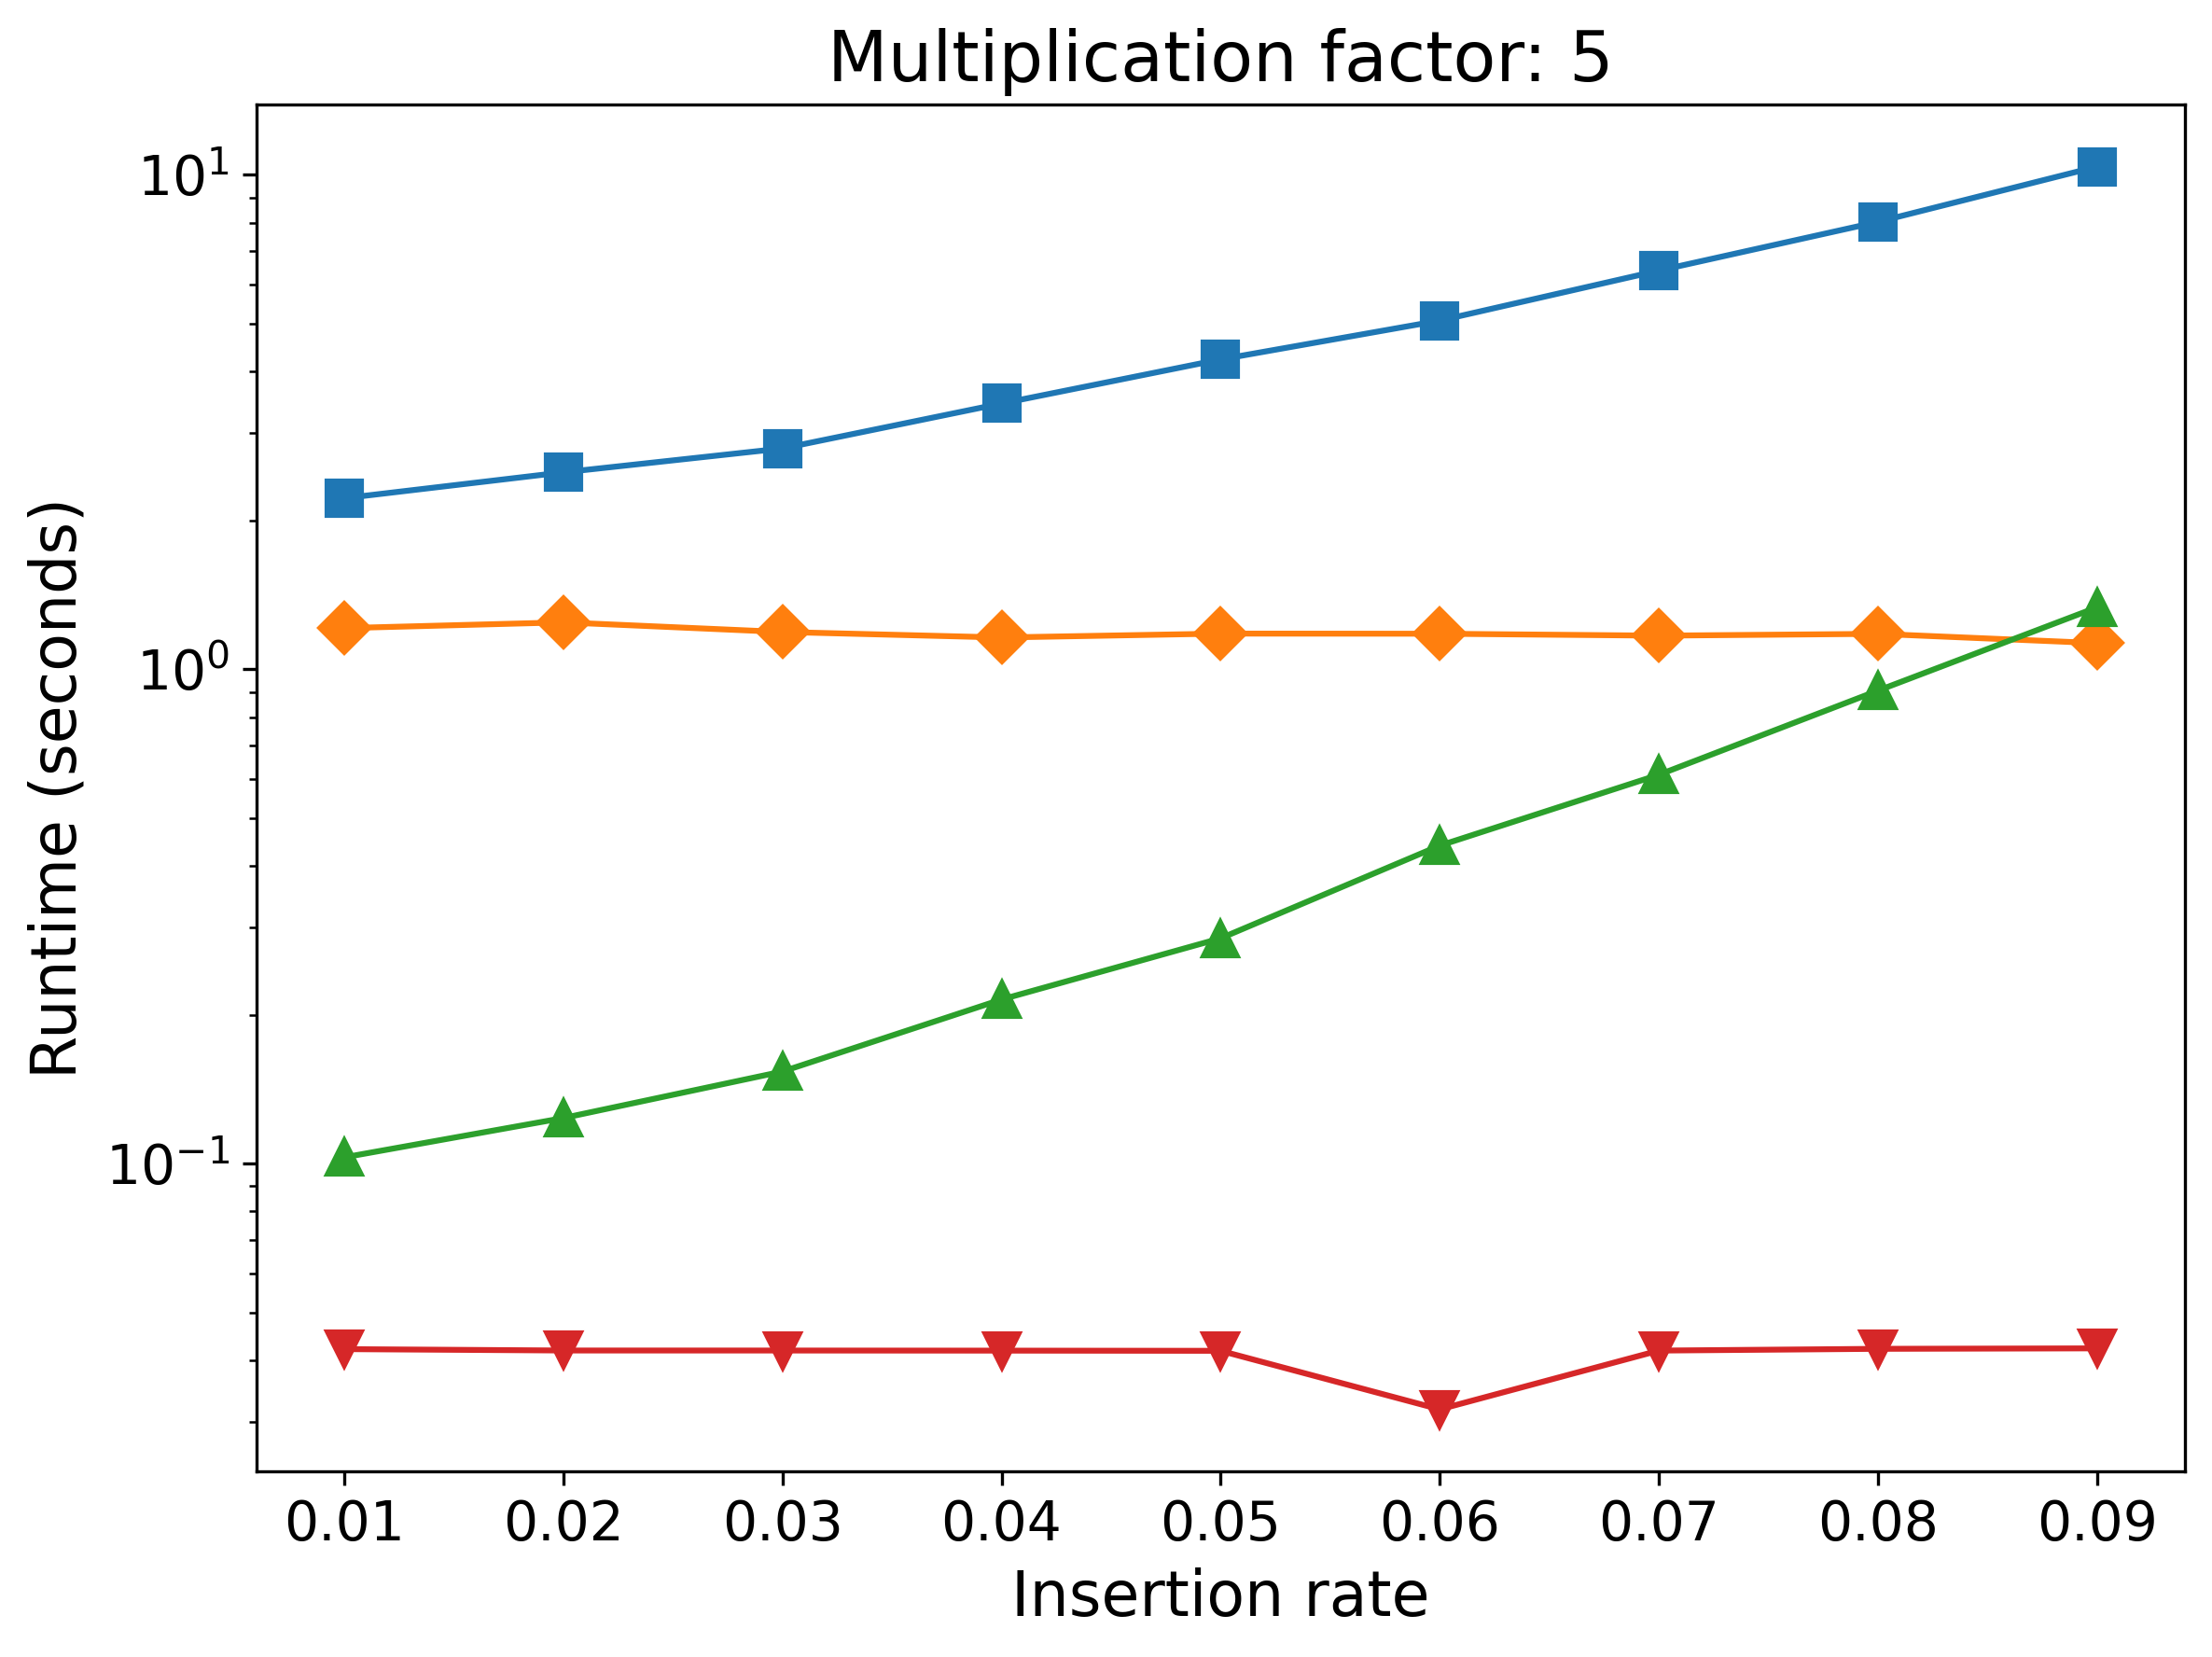 Multiplication factor: 5
Runtime (seconds)
10¹
10⁰
10⁻¹
0.01 0.02 0.03 0.04 0.05 0.06 0.07 0.08 0.09
Insertion rate